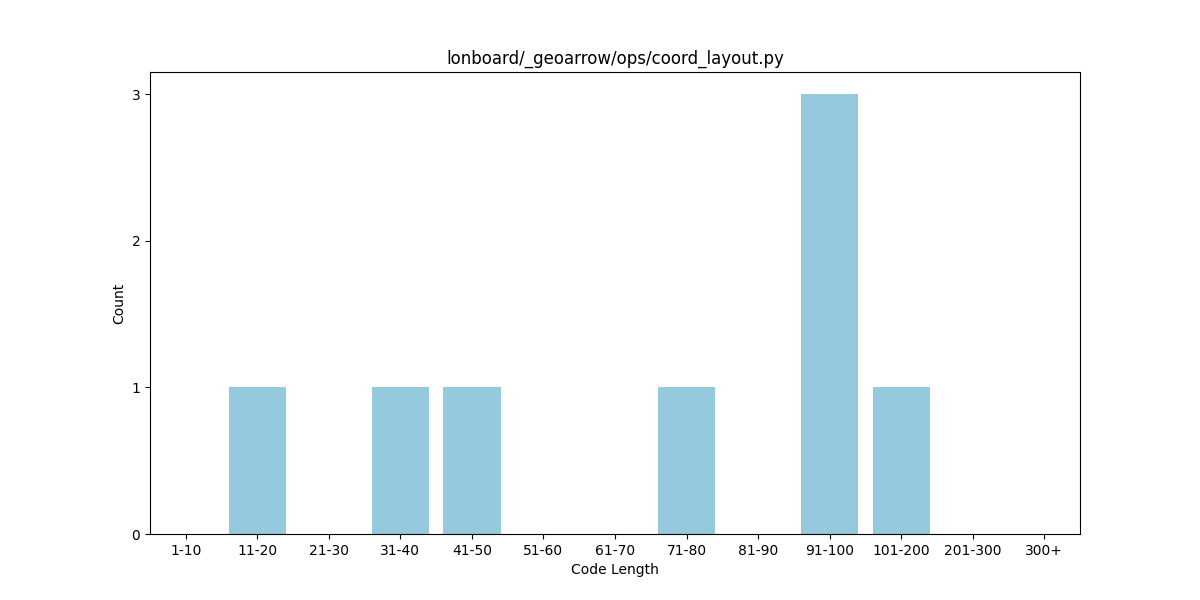 lonboard/_geoarrow/ops/coord_layout.py
3
2
1
0
Count
1-10 11-20 21-30 31-40 41-50 51-60 61-70 71-80 81-90 91-100 101-200 201-300 300+
Code Length